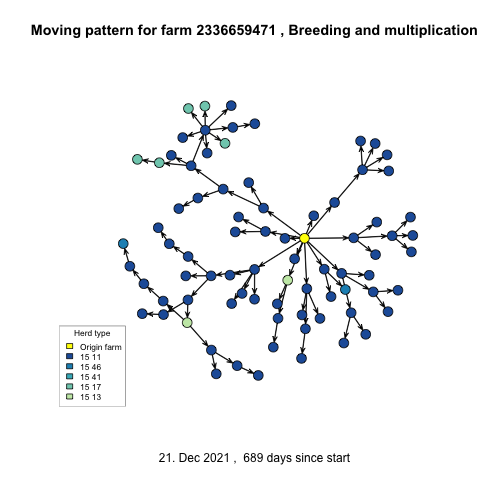 Moving pattern for farm 2336659471 , Breeding and multiplication
Herd type
Origin farm
15 11
15 46
15 41
15 17
15 13
21. Dec 2021 ,  689 days since start